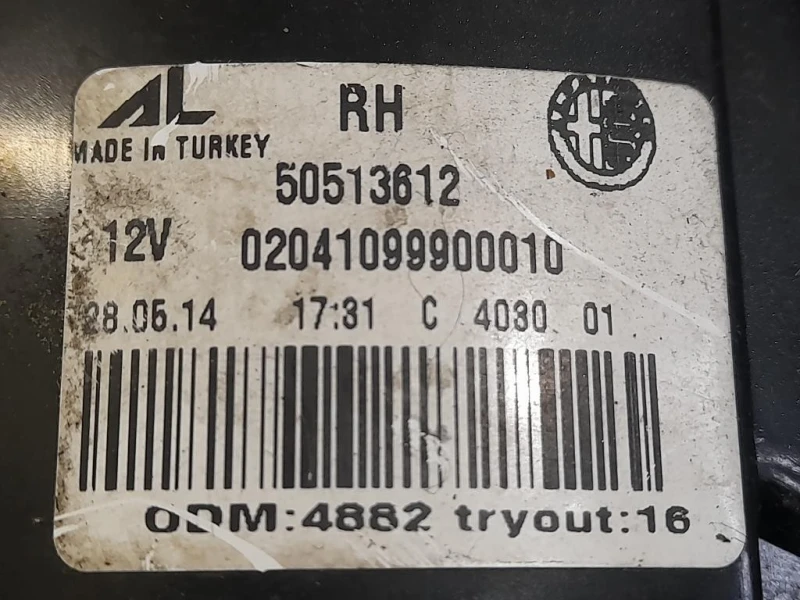 AL RH
MADE In TURKEY
50513612
12V 02041099900010
28.05.14 17:31 C 4030 01
ODM:4882 tryout:16